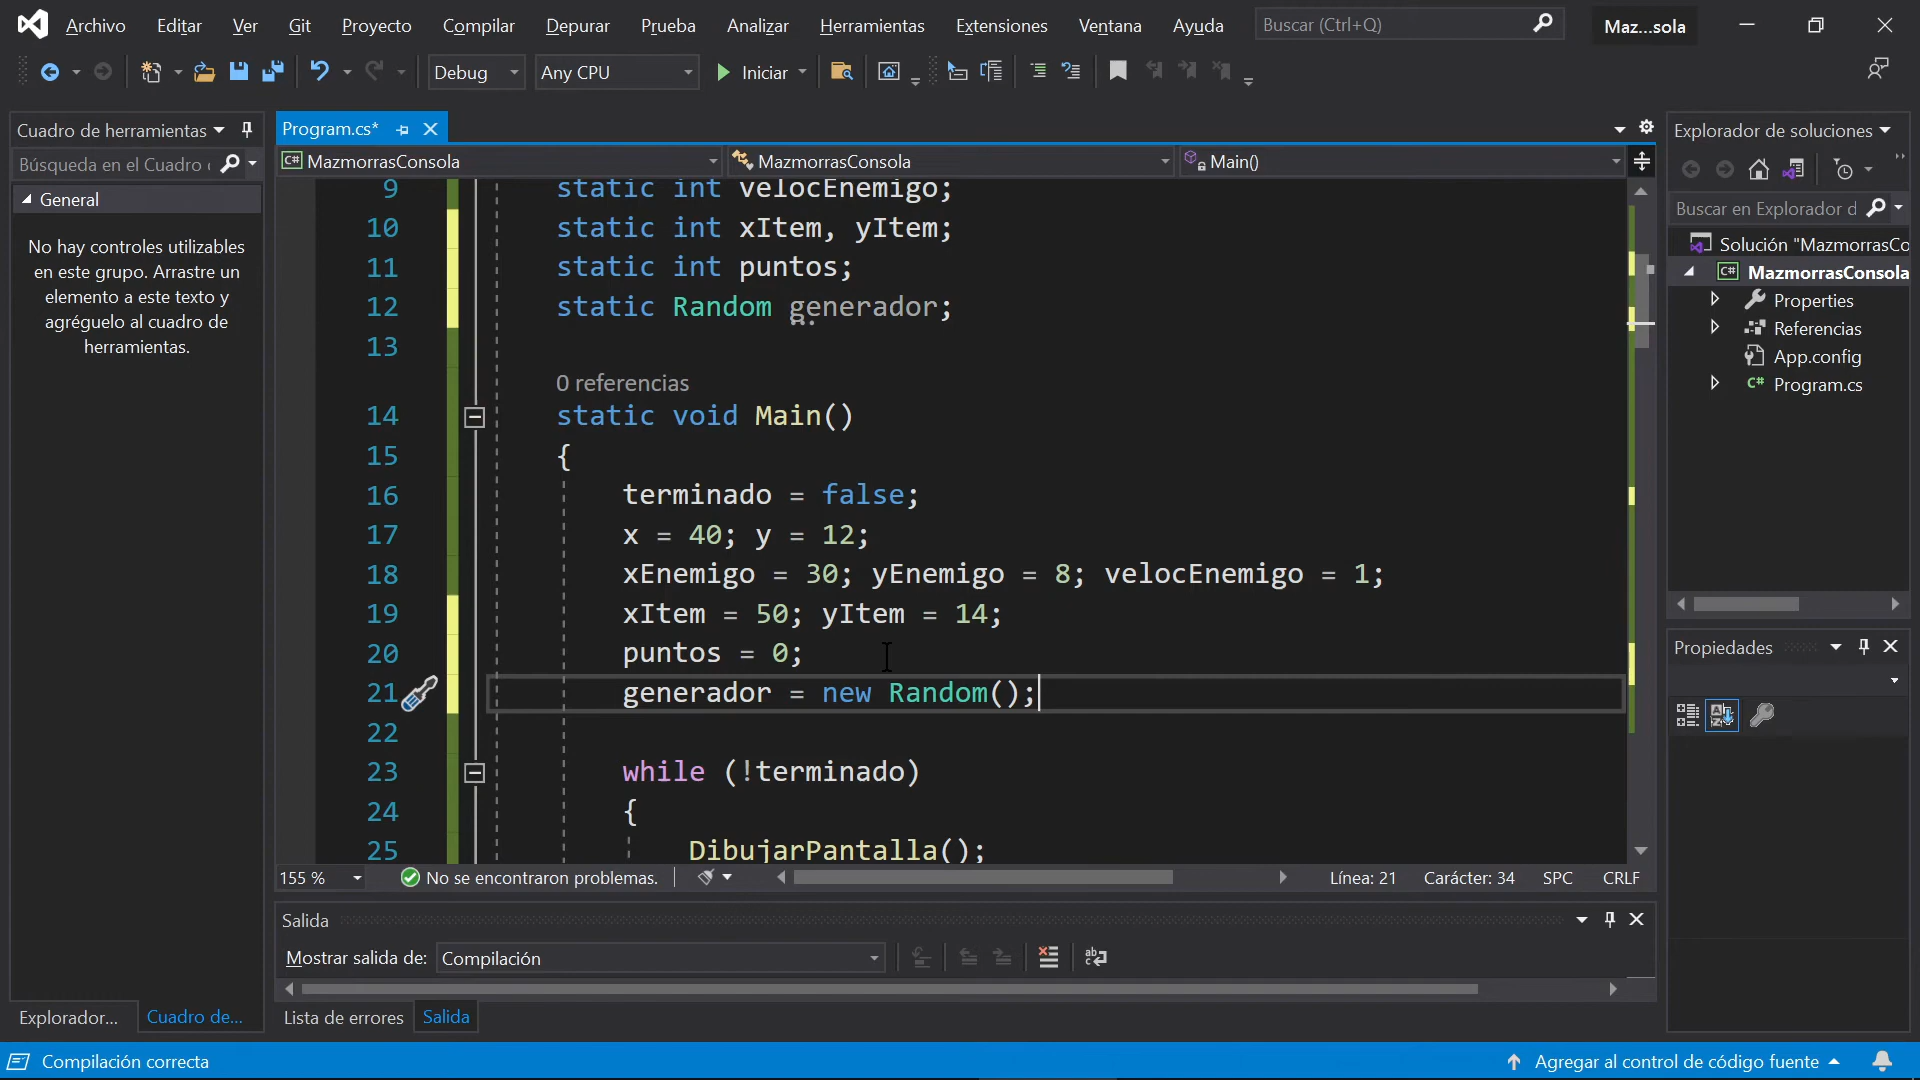 Archivo Editar Ver Git Proyecto Compilar Depurar Prueba Analizar Herramientas Extensiones Ventana Ayuda Buscar (Ctrl+Q) Maz...sola
Debug Any CPU Iniciar
Cuadro de herramientas
Búsqueda en el Cuadro
General
No hay controles utilizables
en este grupo. Arrastre un
elemento a este texto y
agréguelo al cuadro de
herramientas.
Explorador... Cuadro de...
Program.cs*
MazmorrasConsola MazmorrasConsola Main()
9 static int velocEnemigo;
10 static int xItem, yItem;
11 static int puntos;
12 static Random generador;
13
0 referencias
14 static void Main()
15 {
16 terminado = false;
17 x = 40; y = 12;
18 xEnemigo = 30; yEnemigo = 8; velocEnemigo = 1;
19 xItem = 50; yItem = 14;
20 puntos = 0;
21 generador = new Random();
22
23 while (!terminado)
24 {
25 DibujarPantalla();
155 % No se encontraron problemas. Línea: 21 Carácter: 34 SPC CRLF
Salida
Mostrar salida de: Compilación
Lista de errores Salida
Explorador de soluciones
Buscar en Explorador d
Solución "MazmorrasCo
MazmorrasConsola
Properties
Referencias
App.config
C# Program.cs
Propiedades
Compilación correcta Agregar al control de código fuente